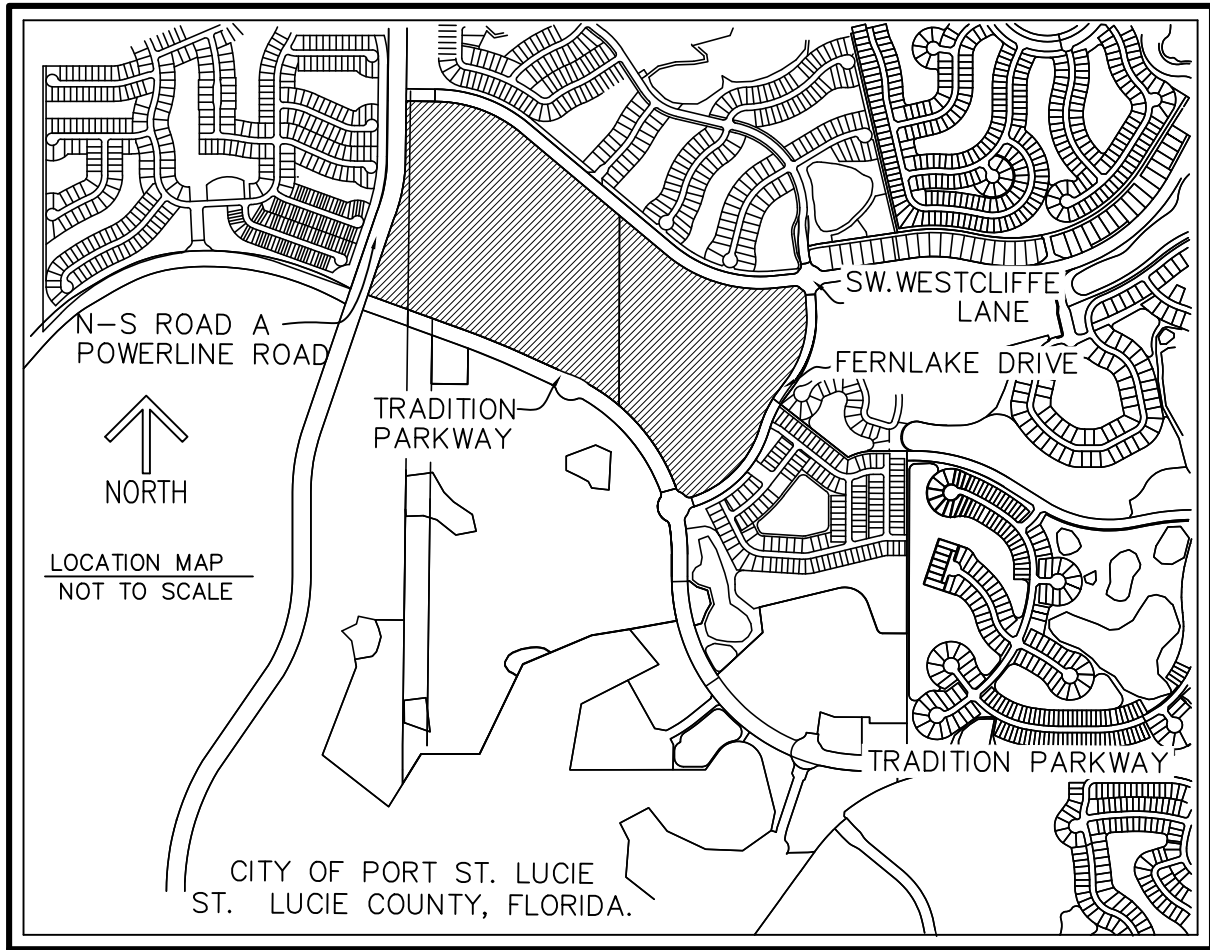 SW.WESTCLIFFE
LANE
N-S ROAD A
POWERLINE ROAD
FERNLAKE DRIVE
TRADITION
PARKWAY
NORTH
LOCATION MAP
NOT TO SCALE
TRADITION PARKWAY
CITY OF PORT ST. LUCIE
ST. LUCIE COUNTY, FLORIDA.